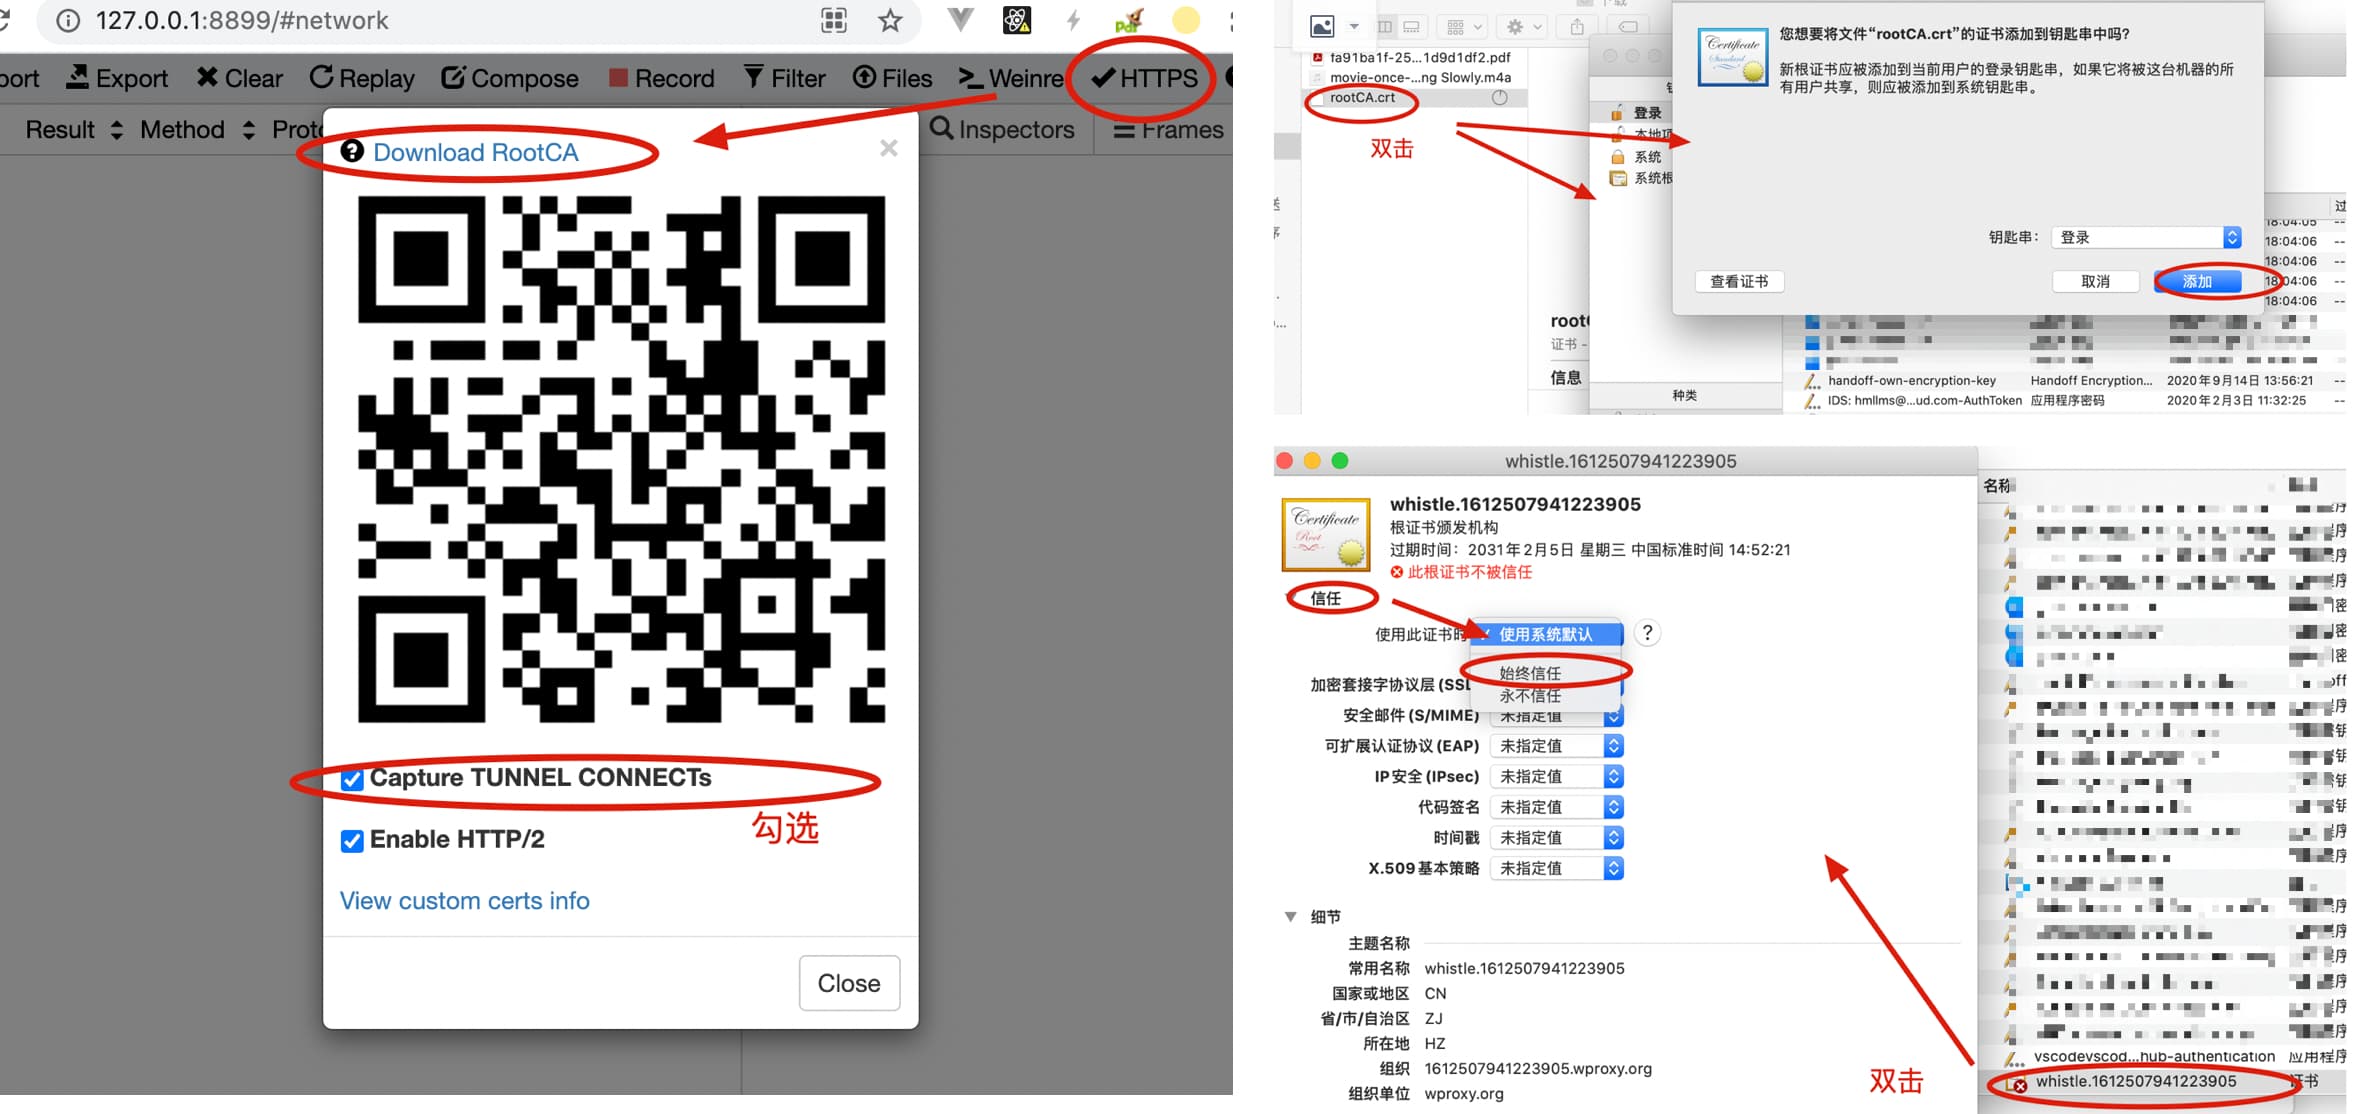 127.0.0.1:8899/#network
port Export Clear Replay Compose Record Filter Files Weinre HTTPS
Result Method Proto Inspectors Frames
Download RootCA
Capture TUNNEL CONNECTs
勾选
Enable HTTP/2
View custom certs info
Close
fa91ba1f-25...1d9d1df2.pdf
movie-once-...ng Slowly.m4a
rootCA.crt
双击
登录
系统
您想要将文件“rootCA.crt”的证书添加到钥匙串中吗?
新根证书应被添加到当前用户的登录钥匙串，如果它将被这台机器的所
有用户共享，则应被添加到系统钥匙串。
钥匙串：
登录
查看证书
取消
添加
18:04:05 --
18:04:06 --
18:04:06 --
18:04:06 --
18:04:06 --
证书 -
信息
种类
handoff-own-encryption-key Handoff Encryption... 2020年9月14日 13:56:21 --
IDS: hmllms@...ud.com-AuthToken 应用程序密码 2020年2月3日 11:32:25 --
whistle.1612507941223905
whistle.1612507941223905
根证书颁发机构
过期时间：2031年2月5日 星期三 中国标准时间 14:52:21
此根证书不被信任
信任
使用此证书时
使用系统默认
?
始终信任
永不信任
加密套接字协议层 (SSL
安全邮件 (S/MIME) 未指定值
可扩展认证协议 (EAP) 未指定值
IP 安全 (IPsec) 未指定值
代码签名 未指定值
时间戳 未指定值
X.509 基本策略 未指定值
细节
主题名称
常用名称 whistle.1612507941223905
国家或地区 CN
省/市/自治区 ZJ
所在地 HZ
组织 1612507941223905.wproxy.org
组织单位 wproxy.org
名称
vscodevscod...hub-authentication 应用程序
whistle.1612507941223905 证书
双击